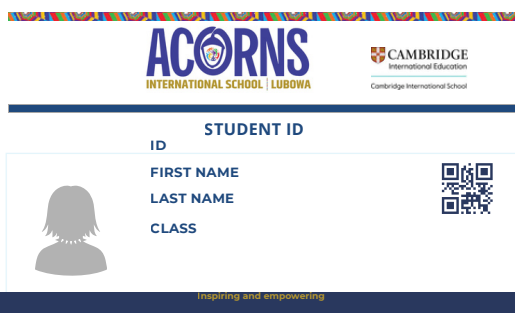 ACORNS
INTERNATIONAL SCHOOL | LUBOWA
CAMBRIDGE
International Education
Cambridge International School
STUDENT ID
ID
FIRST NAME
LAST NAME
CLASS
Inspiring and empowering